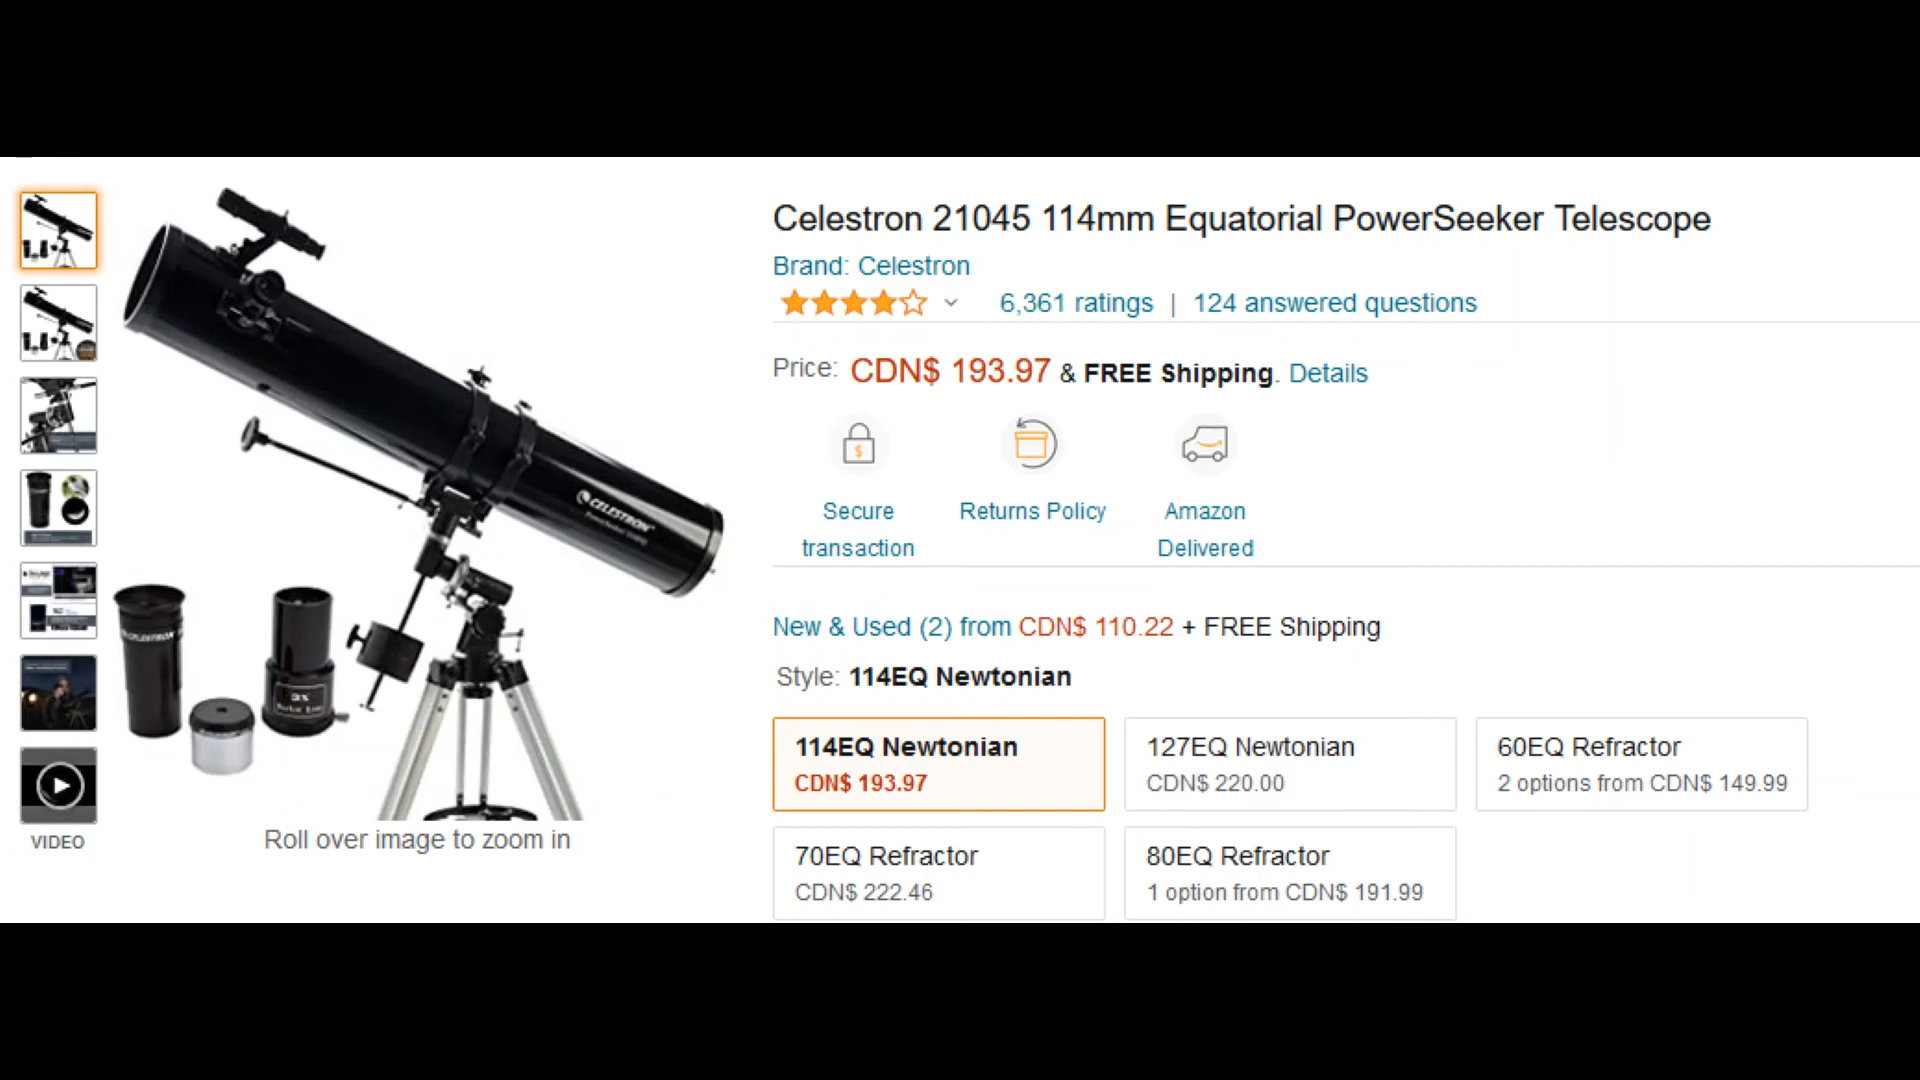 Celestron 21045 114mm Equatorial PowerSeeker Telescope
Brand: Celestron
6,361 ratings | 124 answered questions
Price: CDN$ 193.97 & FREE Shipping. Details
$
Secure transaction
Returns Policy
Amazon Delivered
New & Used (2) from CDN$ 110.22 + FREE Shipping
Style: 114EQ Newtonian
114EQ Newtonian
CDN$ 193.97
127EQ Newtonian
CDN$ 220.00
60EQ Refractor
2 options from CDN$ 149.99
70EQ Refractor
CDN$ 222.46
80EQ Refractor
1 option from CDN$ 191.99
CELESTRON
CELESTRON
VIDEO
Roll over image to zoom in